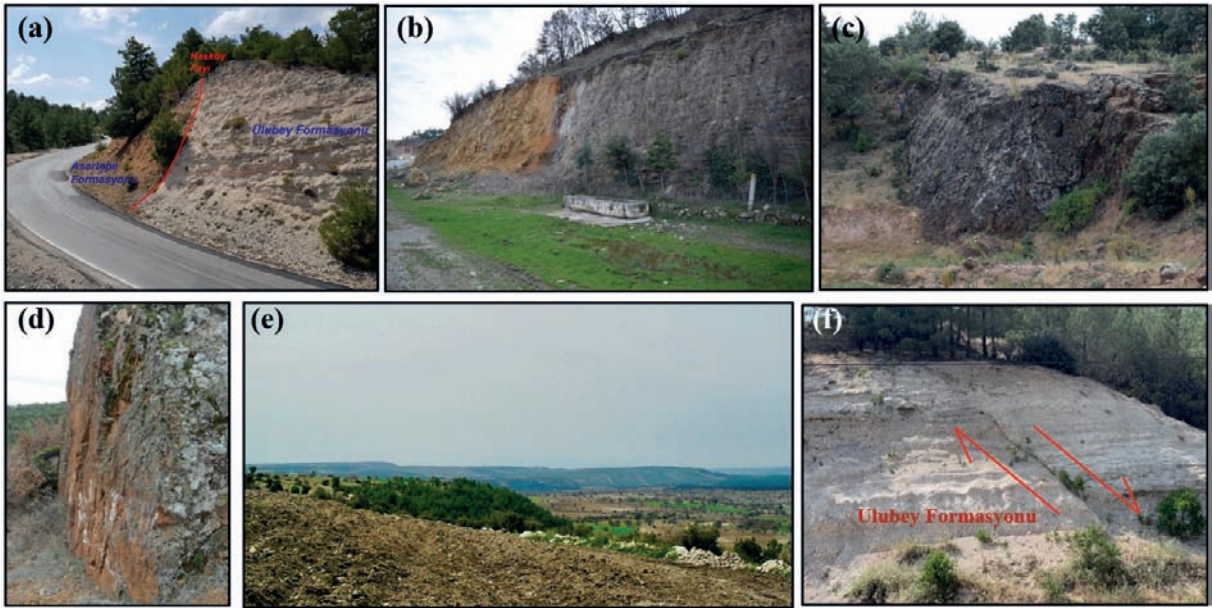 (a)
Hasköy
Fayı
Ulubey Formasyonu
Asartepe
Formasyonu
(b)
(c)
(d)
(e)
(f)
Ulubey Formasyonu